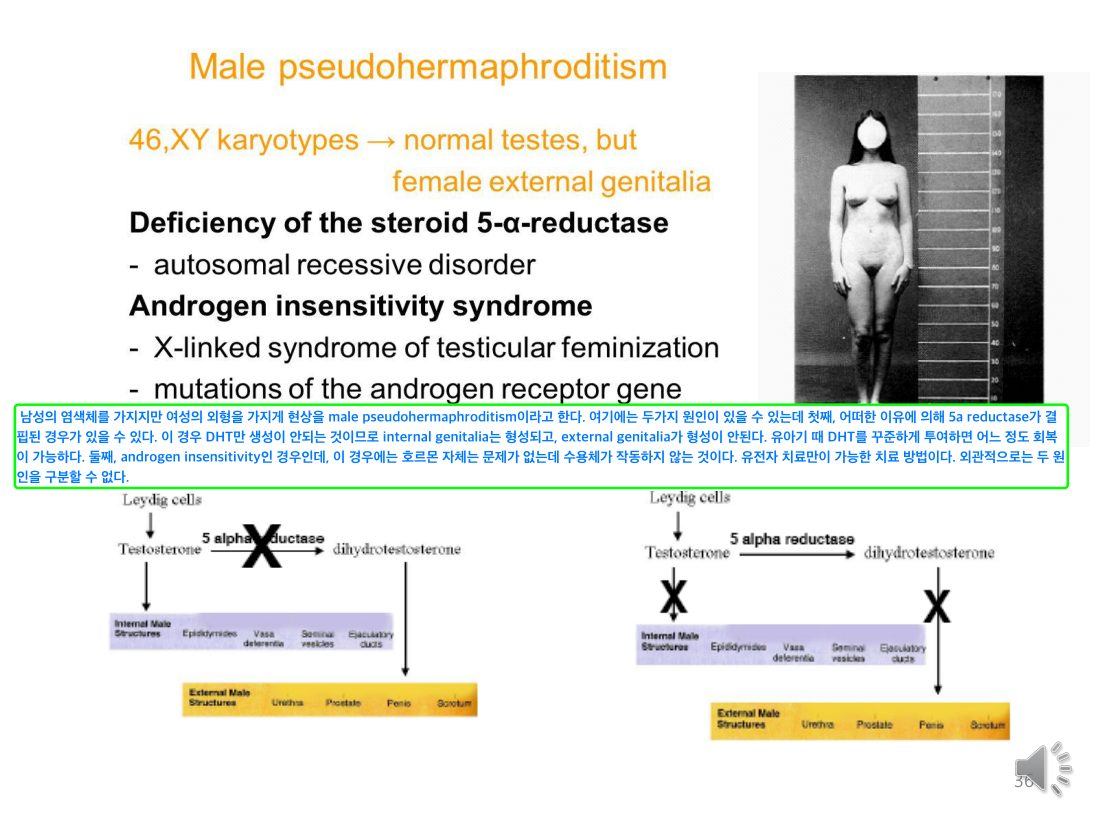 Male pseudohermaphroditism
46,XY karyotypes → normal testes, but
female external genitalia
Deficiency of the steroid 5-α-reductase
- autosomal recessive disorder
Androgen insensitivity syndrome
- X-linked syndrome of testicular feminization
- mutations of the androgen receptor gene
남성의 염색체를 가지지만 여성의 외형을 가지게 현상을 male pseudohermaphroditism이라고 한다. 여기에는 두가지 원인이 있을 수 있는데 첫째, 어떠한 이유에 의해 5a reductase가 결
핍된 경우가 있을 수 있다. 이 경우 DHT만 생성이 안되는 것이므로 internal genitalia는 형성되고, external genitalia가 형성이 안된다. 유아기 때 DHT를 꾸준하게 투여하면 어느 정도 회복
이 가능하다. 둘째, androgen insensitivity인 경우인데, 이 경우에는 호르몬 자체는 문제가 없는데 수용체가 작동하지 않는 것이다. 유전자 치료만이 가능한 치료 방법이다. 외관적으로는 두 원
인을 구분할 수 없다.
Leydig cells
5 alpha reductase
Testosterone
dihydrotestosterone
X
Internal Male
Structures
Epididymides
Vasa
deferentia
Seminal
vesicles
Ejaculatory
ducts
External Male
Structures
Urethra
Prostate
Penis
Scrotum
Leydig cells
5 alpha reductase
Testosterone
dihydrotestosterone
X
X
Internal Male
Structures
Epididymides
Vasa
deferentia
Seminal
vesicles
Ejaculatory
ducts
External Male
Structures
Urethra
Prostate
Penis
Scrotum
36